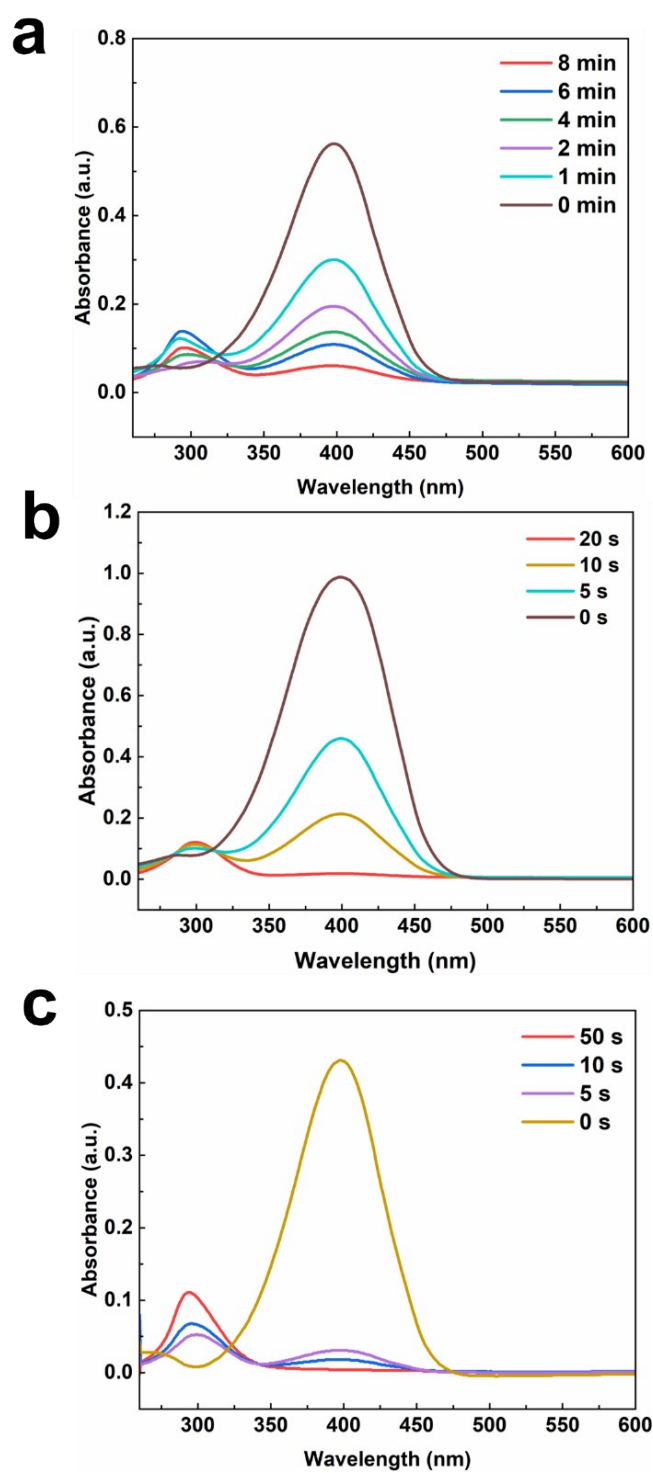 a
0.8
0.6
0.4
0.2
0.0
Absorbance (a.u.)
8 min
6 min
4 min
2 min
1 min
0 min
300 350 400 450 500 550 600
Wavelength (nm)
b
1.2
1.0
0.8
0.6
0.4
0.2
0.0
Absorbance (a.u.)
20 s
10 s
5 s
0 s
300 350 400 450 500 550 600
Wavelength (nm)
c
0.5
0.4
0.3
0.2
0.1
0.0
Absorbance (a.u.)
50 s
10 s
5 s
0 s
300 350 400 450 500 550 600
Wavelength (nm)